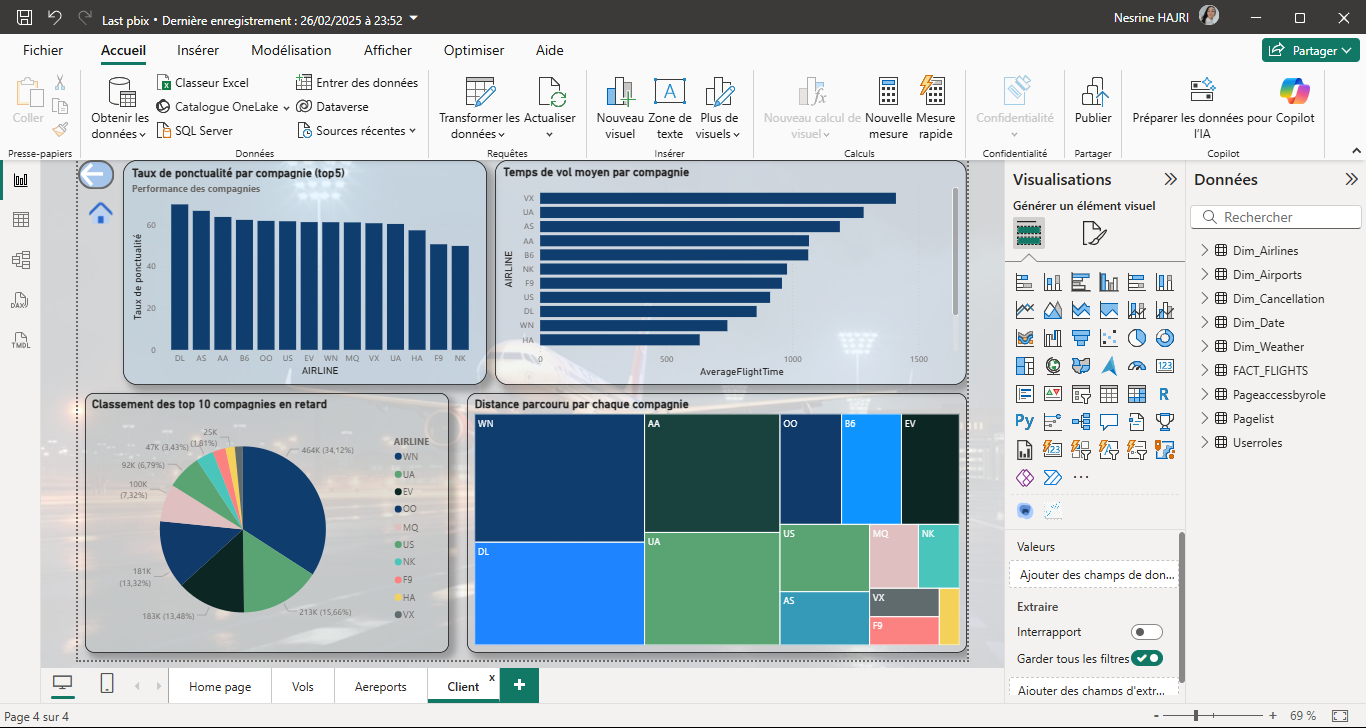 Last pbix • Dernière enregistrement : 26/02/2025 à 23:52
Nesrine HAJRI
Fichier Accueil Insérer Modélisation Afficher Optimiser Aide
Partager
Coller
Obtenir les données
Classeur Excel
Catalogue OneLake
SQL Server
Entrer des données
Dataverse
Sources récentes
Transformer les données
Actualiser
Nouveau visuel
Zone de texte
Plus de visuels
Nouveau calcul de visuel
Nouvelle mesure
Mesure rapide
Confidentialité
Publier
Préparer les données pour l'IA
Copilot
Presse-papiers
Données
Requêtes
Insérer
Calculs
Confidentialité
Partager
Copilot
DAX
TMDL
Taux de ponctualité par compagnie (top5)
Performance des compagnies
Taux de ponctualité
60
40
20
0
DL AS AA B6 OO US EV WN MQ VX UA HA F9 NK
AIRLINE
Temps de vol moyen par compagnie
AIRLINE
VX
UA
AS
AA
B6
NK
F9
US
DL
WN
HA
0 500 1000 1500
AverageFlightTime
Classement des top 10 compagnies en retard
25K
(1,81%)
47K (3,43%)
92K (6,79%)
100K
(7,32%)
181K
(13,32%)
183K (13,48%)
213K (15,66%)
464K (34,12%)
AIRLINE
WN
UA
EV
OO
MQ
US
NK
F9
HA
VX
Distance parcouru par chaque compagnie
WN
AA
OO
B6
EV
DL
UA
US
MQ
NK
AS
VX
F9
Visualisations
Générer un élément visuel
123
R
Py
123
Valeurs
Ajouter des champs de don...
Extraire
Interrapport
Garder tous les filtres
Ajouter des champs d'extr...
Données
Rechercher
Dim_Airlines
Dim_Airports
Dim_Cancellation
Dim_Date
Dim_Weather
FACT_FLIGHTS
Pageaccessbyrole
Pagelist
Userroles
Home page
Vols
Aereports
Client
x
+
Page 4 sur 4
- + 69 %